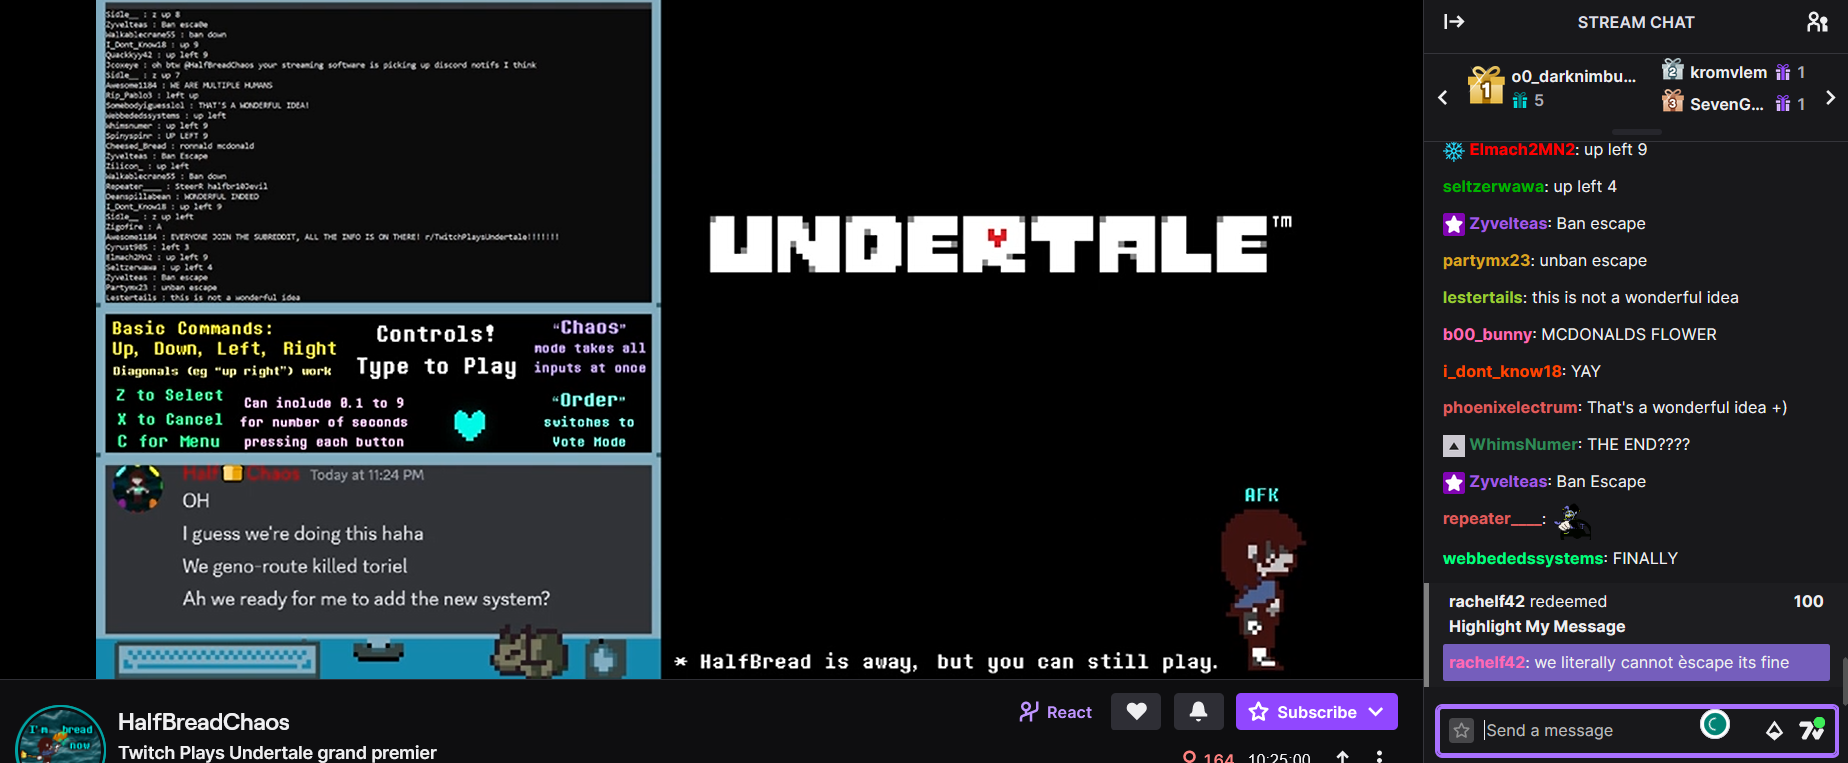 Sidle__ : z up 8
Zyvelteas : Ban esca0e
Walkablecrane55 : ban down
I_Dont_Know18 : up 9
Quackkyy42 : up left 9
Jcoxeye : oh btw @HalfBreadChaos your streaming software is picking up discord notifs I think
Sidle__ : z up 7
Awesome1184 : WE ARE MULTIPLE HUMANS
Rip_Pablo3 : left up
Somebodyiguesslol : THAT'S A WONDERFUL IDEA!
Webbededssystems : up left
Whimsnumer : up left 9
Spinyspinr : UP LEFT 9
Cheesed_Bread : ronnald mcdonald
Zyvelteas : Ban Escape
Zilicon_ : up left
Walkablecrane55 : Ban down
Repeater____ : SteerR halfbr10Jevil
Deanspillabean : WONDERFUL INDEED
I_Dont_Know18 : up left 9
Sidle__ : z up left
Zigofire : A
Awesome1184 : EVERYONE JOIN THE SUBREDDIT, ALL THE INFO IS ON THERE! r/TwitchPlaysUndertale!!!!!!!
Cyrust985 : left 3
Elmach2Mn2 : up left 9
Seltzerwawa : up left 4
Zyvelteas : Ban escape
Partymx23 : unban escape
Lestertails : this is not a wonderful idea
Basic Commands:
Up, Down, Left, Right
Diagonals (eg "up right") work
Z to Select
X to Cancel
C for Menu
Can include 0.1 to 9
for number of seconds
pressing each button
Controls!
Type to Play
"Chaos"
mode takes all
inputs at once
"Order"
switches to
Vote Mode
Half Chaos Today at 11:24 PM
OH
I guess we're doing this haha
We geno-route killed toriel
Ah we ready for me to add the new system?
UNDERTALE™
AFK
* HalfBread is away, but you can still play.
I'm bread
now
HalfBreadChaos
Twitch Plays Undertale grand premier
React
Subscribe
164 10:25:00
STREAM CHAT
1 o0_darknimbu...
5
2 kromvlem 1
3 SevenG... 1
Elmach2MN2: up left 9
seltzerwawa: up left 4
Zyvelteas: Ban escape
partymx23: unban escape
lestertails: this is not a wonderful idea
b00_bunny: MCDONALDS FLOWER
i_dont_know18: YAY
phoenixelectrum: That's a wonderful idea =)
WhimsNumer: THE END????
Zyvelteas: Ban Escape
repeater____:
webbededssystems: FINALLY
rachelf42 redeemed 100
Highlight My Message
rachelf42: we literally cannot èscape its fine
Send a message